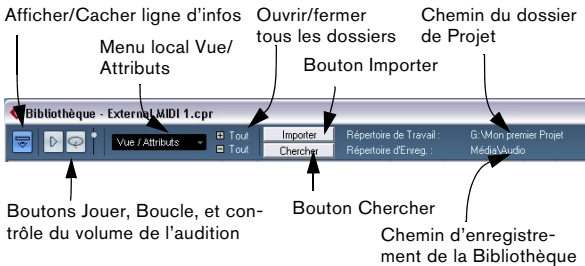 Afficher/Cacher ligne d'infos
Ouvrir/fermer
tous les dossiers
Chemin du dossier
de Projet
Menu local Vue/
Attributs
Bouton Importer
Bibliothèque - External MIDI 1.cpr
Vue / Attributs
Tout
Tout
Importer
Chercher
Répertoire de Travail :
Répertoire d'Enreg. :
G:\Mon premier Projet
Média\Audio
Boutons Jouer, Boucle, et con-
trôle du volume de l'audition
Bouton Chercher
Chemin d'enregistre-
ment de la Bibliothèque